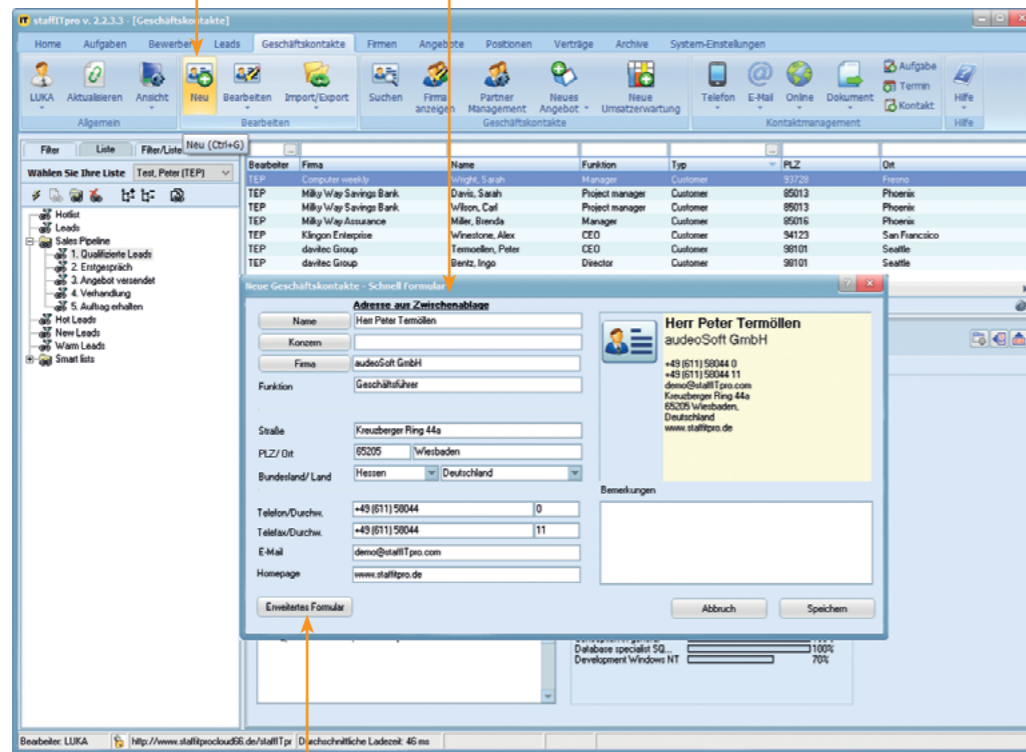 staffITpro v. 2.2.3.3 - [Geschäftskontakte]
Home Aufgaben Bewerber Leads Geschäftskontakte Firmen Angebote Positionen Verträge Archive System-Einstellungen
LUKA Aktualisieren Ansicht Neu Bearbeiten Import/Export Suchen Firma anzeigen Partner Management Neues Angebot Neue Umsatzerwartung Telefon E-Mail Online Dokument Aufgabe Termin Kontakt Hilfe
Allgemein Bearbeiten Geschäftskontakte Kontaktmanagement Hilfe
Neu (Ctrl+G)
Filter Liste Filter/Liste
Wählen Sie Ihre Liste Test, Peter (TEP)
Hotlist
Leads
Sales Pipeline
1. Qualifizierte Leads
2. Erstgespräch
3. Angebot versendet
4. Verhandlung
5. Auftrag erhalten
Hot Leads
New Leads
Warm Leads
Smart lists
Bearbeiter Firma Name Funktion Typ PLZ Ort
TEP Computer weekly Wright, Sarah Manager Customer 93728 Fresno
TEP Milky Way Savings Bank Davis, Sarah Project manager Customer 85013 Phoenix
TEP Milky Way Savings Bank Wilson, Carl Project manager Customer 85013 Phoenix
TEP Milky Way Assurance Miller, Brenda Manager Customer 85016 Phoenix
TEP Klingon Enterprise Winestone, Alex CEO Customer 94123 San Francsico
TEP davitec Group Termoellen, Peter CEO Customer 98101 Seattle
TEP davitec Group Bentz, Ingo Director Customer 98101 Seattle
Neue Geschäftskontakte - Schnell Formular
Adresse aus Zwischenablage
Name Herr Peter Termöllen
Konzern
Firma audeoSoft GmbH
Funktion Geschäftsführer
Straße Kreuzberger Ring 44a
PLZ/ Ort 65205 Wiesbaden
Bundesland/ Land Hessen Deutschland
Telefon/Durchw. +49 (611) 58044 0
Telefax/Durchw. +49 (611) 58044 11
E-Mail demo@staffITpro.com
Homepage www.staffitpro.de
Erweitertes Formular
Herr Peter Termöllen
audeoSoft GmbH
+49 (611) 58044 0
+49 (611) 58044 11
demo@staffITpro.com
Kreuzberger Ring 44a
65205 Wiesbaden,
Deutschland
www.staffitpro.de
Bemerkungen
Abbruch Speichern
Database specialist SQ... 100%
Development Windows NT 70%
Bearbeiter: LUKA http://www.staffitprocloud66.de/staffITpr Durchschnittliche Ladezeit: 46 ms